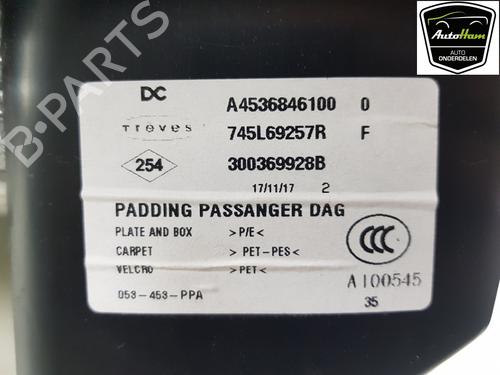 AutoHam
AUTO
ONDERDELEN
B-PARTS
DC A4536846100 0
Treves 745L69257R F
254 300369928B
17/11/17 2
PADDING PASSANGER DAG
PLATE AND BOX >P/E<
CARPET >PET-PES<
VELCRO >PET<
053-453-PPA
CCC
A100545
35